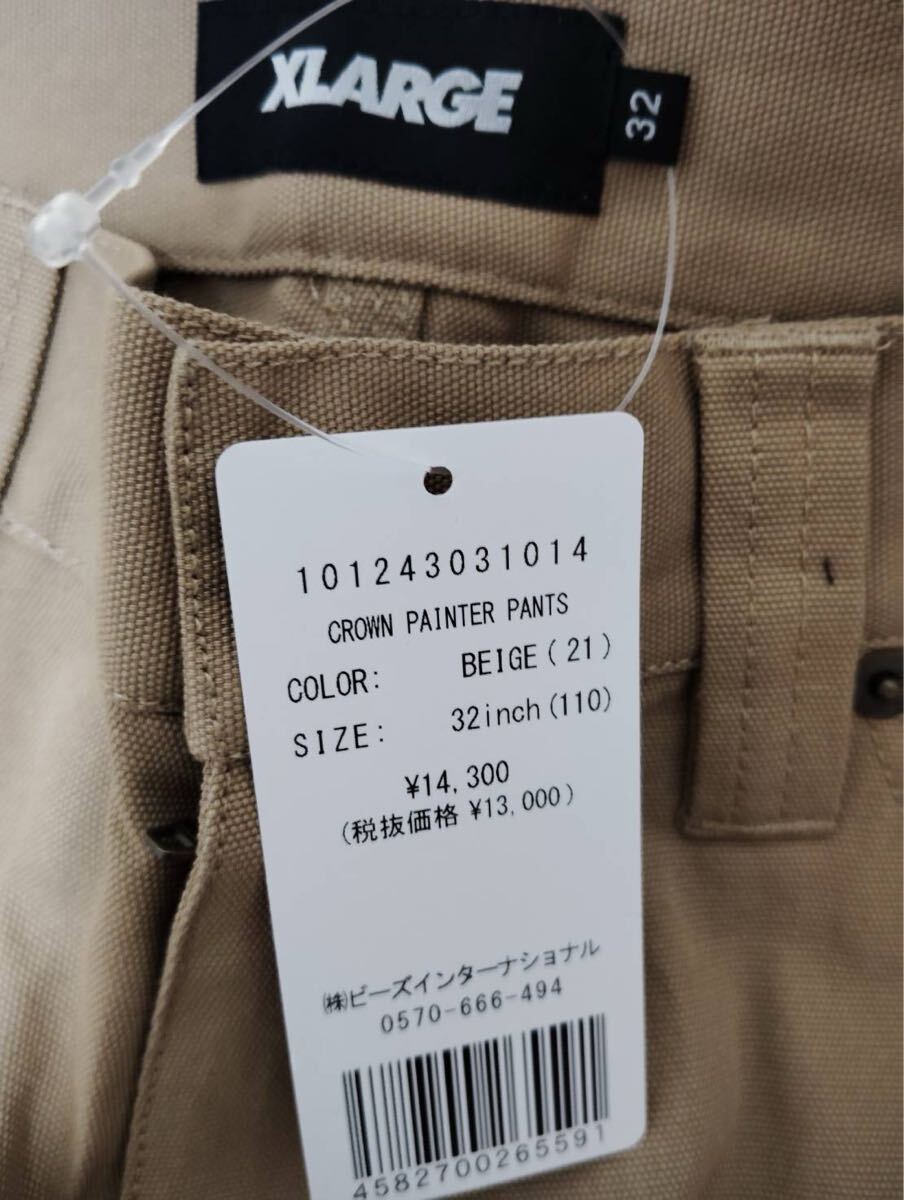 XLARGE
32
101243031014
CROWN PAINTER PANTS
COLOR: BEIGE(21)
SIZE: 32inch(110)
¥14,300
(税抜価格 ¥13,000)
㈱ビーズインターナショナル
0570-666-494
4582700265591